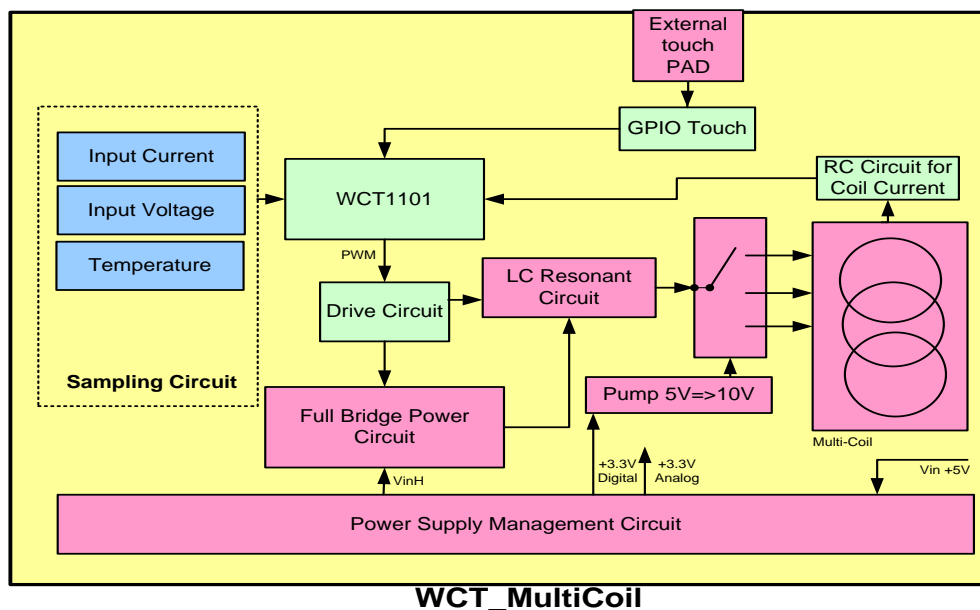 External
touch
PAD
GPIO Touch
Input Current
Input Voltage
Temperature
Sampling Circuit
WCT1101
RC Circuit for
Coil Current
PWM
LC Resonant
Circuit
Drive Circuit
Full Bridge Power
Circuit
Pump 5V=>10V
Multi-Coil
VinH
+3.3V
Digital
+3.3V
Analog
Vin +5V
Power Supply Management Circuit
WCT_MultiCoil